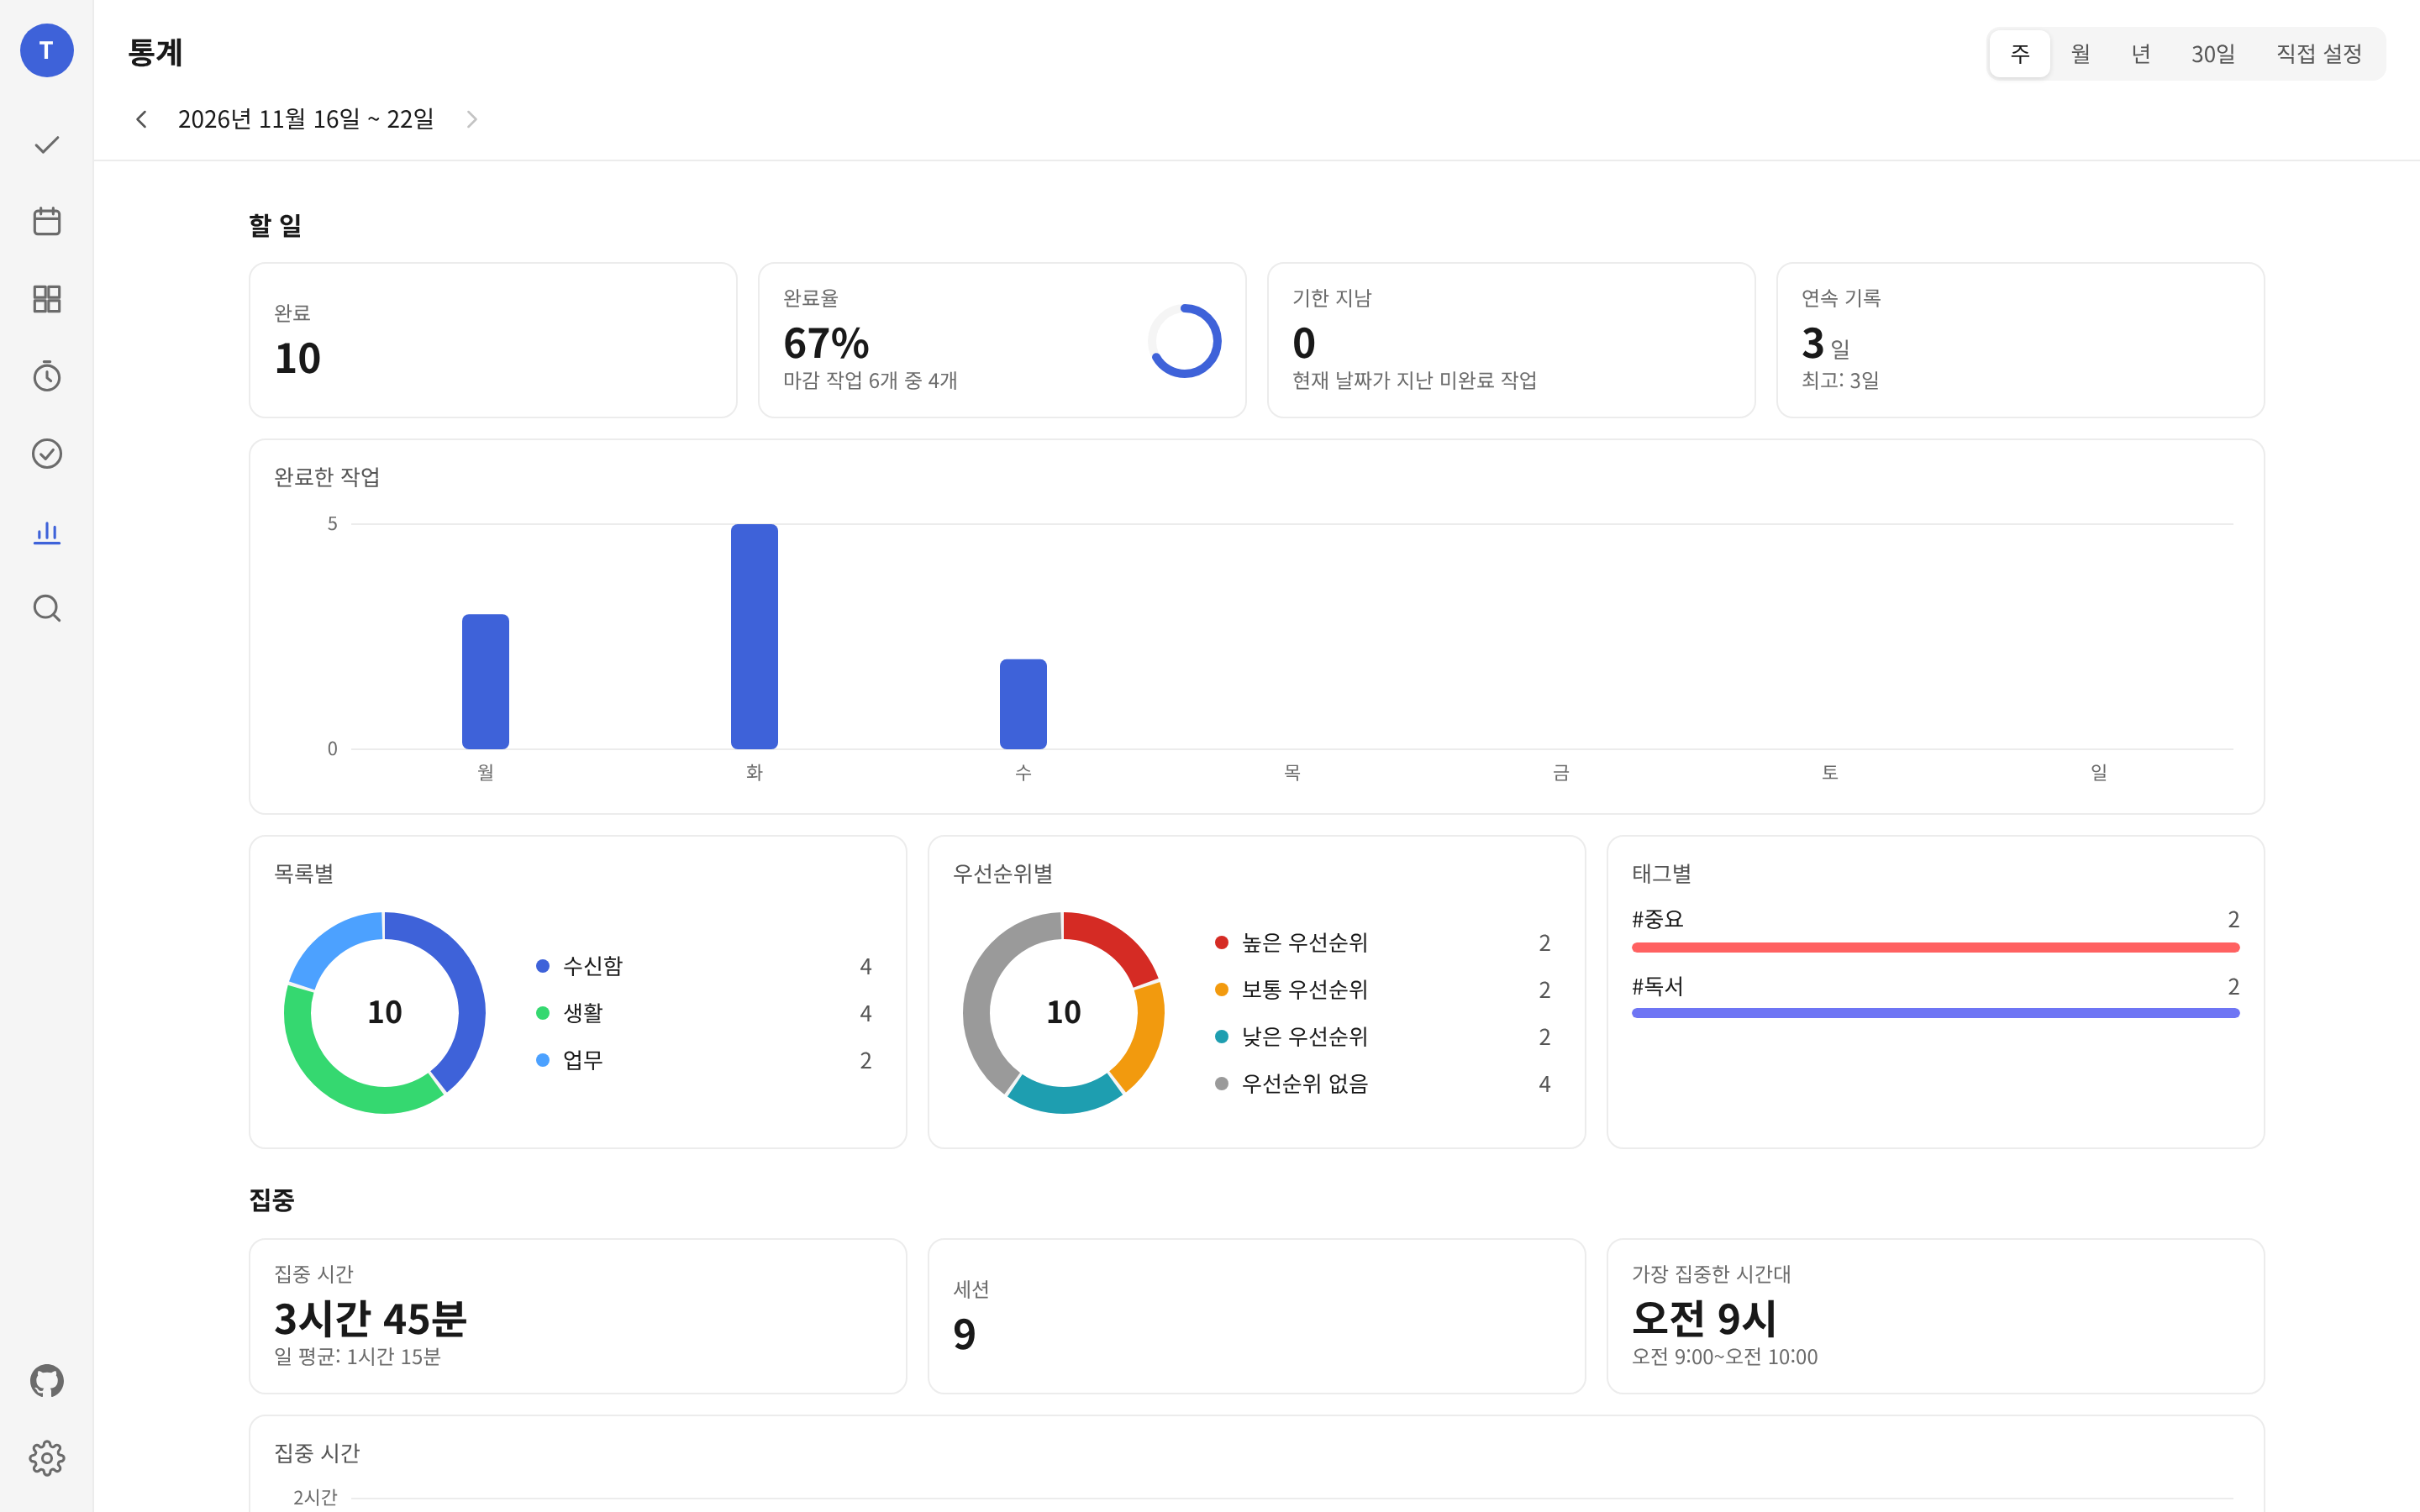 T
통계
주 월 년 30일 직접 설정
2026년 11월 16일 ~ 22일
할 일
완료
10
완료율
67%
마감 작업 6개 중 4개
기한 지남
0
현재 날짜가 지난 미완료 작업
연속 기록
3 일
최고: 3일
완료한 작업
5
0
월 화 수 목 금 토 일
목록별
10
수신함 4
생활 4
업무 2
우선순위별
10
높은 우선순위 2
보통 우선순위 2
낮은 우선순위 2
우선순위 없음 4
태그별
#중요 2
#독서 2
집중
집중 시간
3시간 45분
일 평균: 1시간 15분
세션
9
가장 집중한 시간대
오전 9시
오전 9:00~오전 10:00
집중 시간
2시간